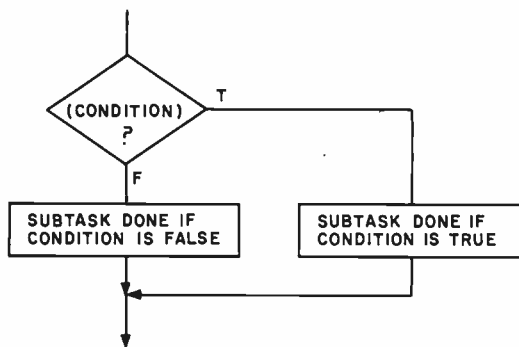 (CONDITION)
?
T
F
SUBTASK DONE IF
CONDITION IS FALSE
SUBTASK DONE IF
CONDITION IS TRUE